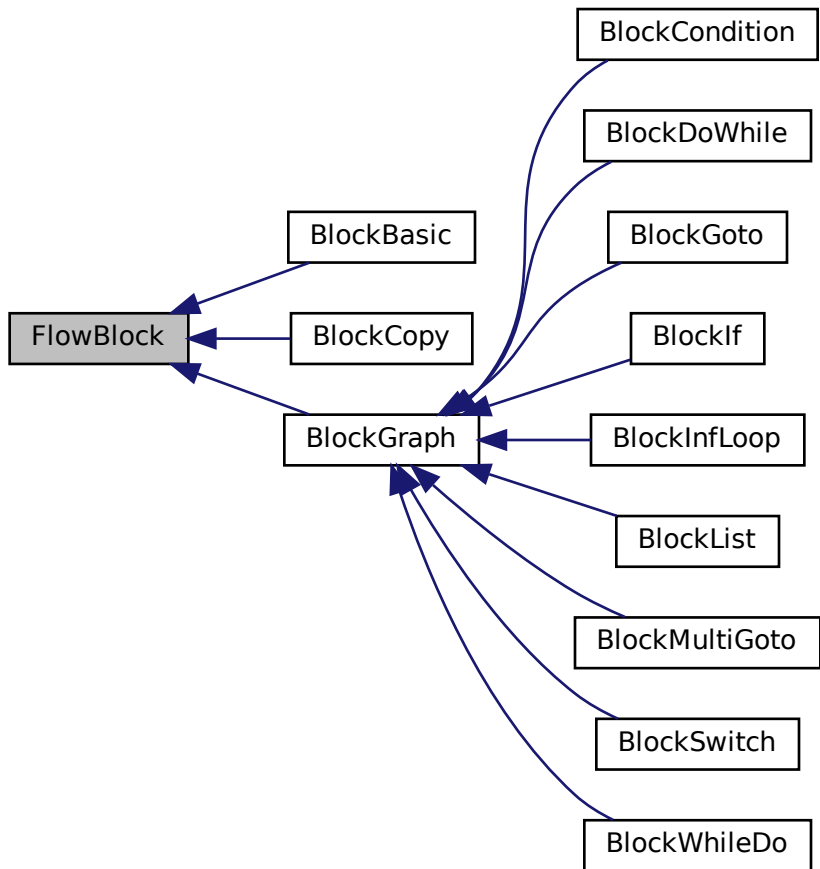 BlockCondition
BlockDoWhile
BlockBasic
BlockGoto
FlowBlock
BlockCopy
BlockIf
BlockGraph
BlockInfLoop
BlockList
BlockMultiGoto
BlockSwitch
BlockWhileDo